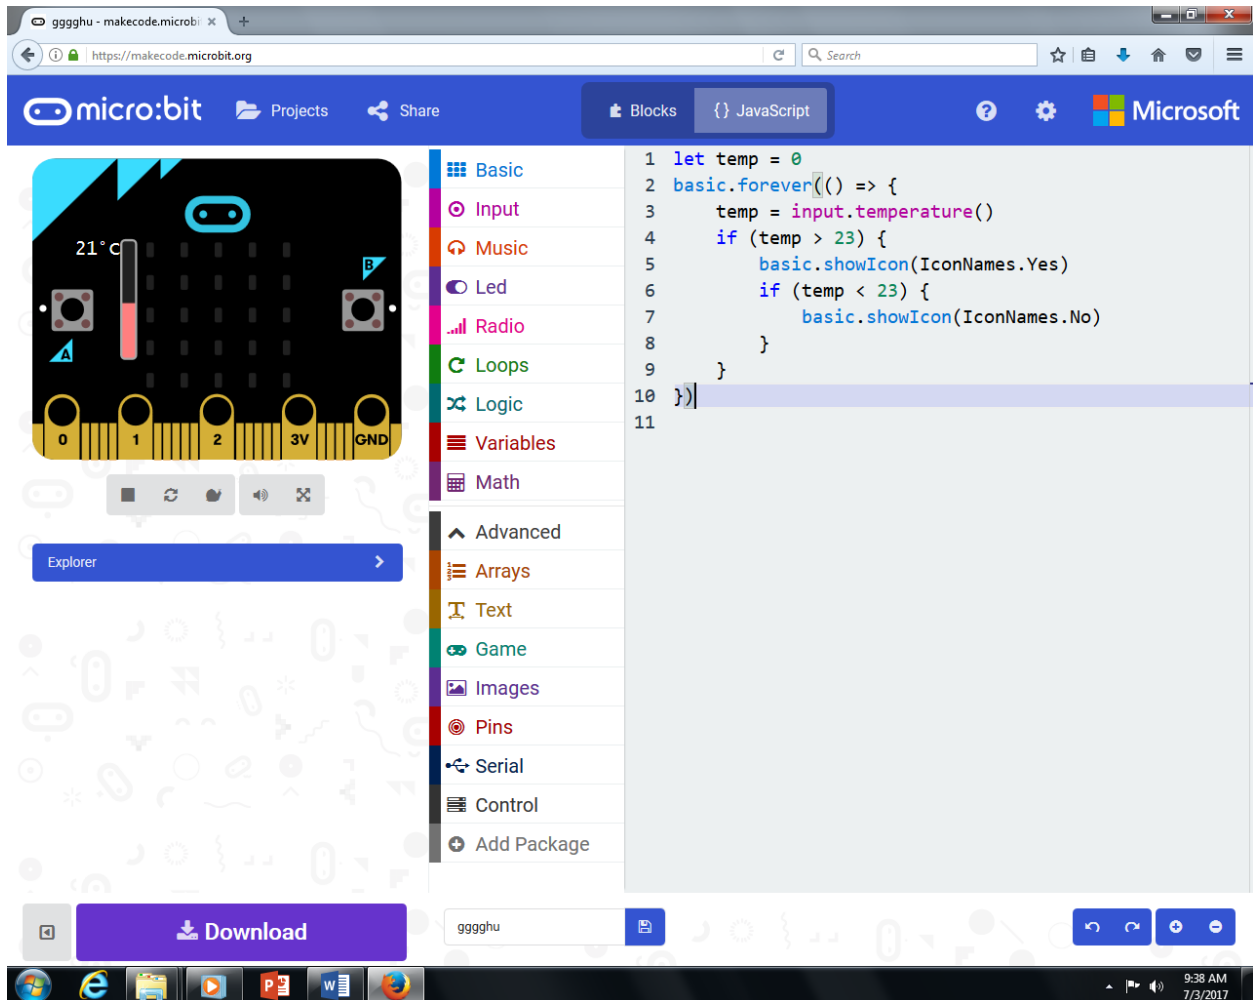 gggghu - makecode.microbi
https://makecode.microbit.org
Search
micro:bit
Projects
Share
Blocks
{} JavaScript
Microsoft
21°C
B
A
0 1 2 3V GND
Explorer
Basic
Input
Music
Led
Radio
Loops
Logic
Variables
Math
Advanced
Arrays
Text
Game
Images
Pins
Serial
Control
Add Package
1 let temp = 0
2 basic.forever(() => {
3     temp = input.temperature()
4     if (temp > 23) {
5         basic.showIcon(IconNames.Yes)
6         if (temp < 23) {
7             basic.showIcon(IconNames.No)
8         }
9     }
10 })
11
Download
gggghu
9:38 AM
7/3/2017